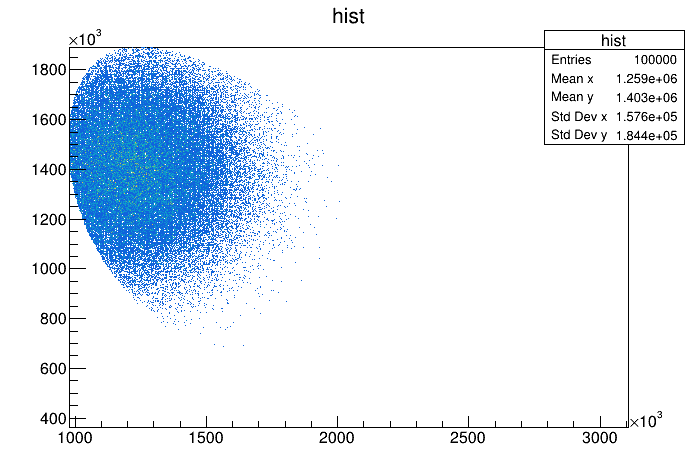 hist
×10³
hist
Entries 100000
Mean x 1.259e+06
Mean y 1.403e+06
Std Dev x 1.576e+05
Std Dev y 1.844e+05
1800
1600
1400
1200
1000
800
600
400
1000 1500 2000 2500 3000 ×10³